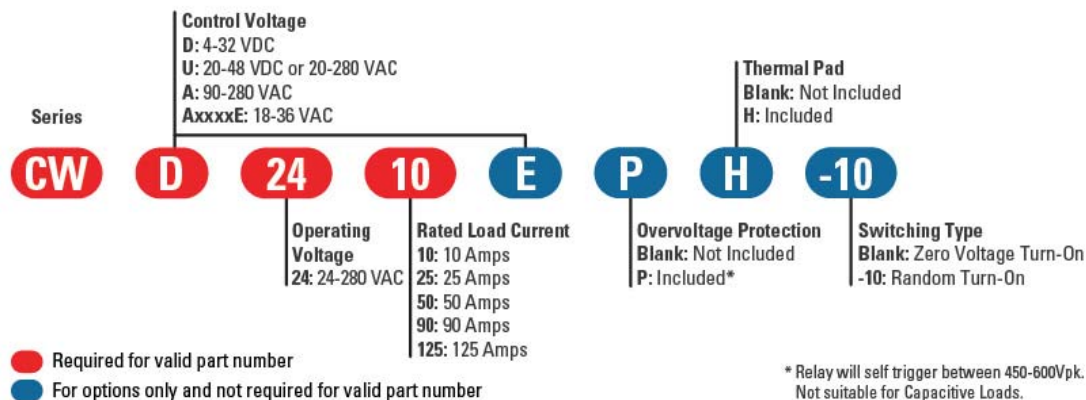 Control Voltage
D: 4-32 VDC
U: 20-48 VDC or 20-280 VAC
A: 90-280 VAC
AxxxxE: 18-36 VAC
Thermal Pad
Blank: Not Included
H: Included
Series
CW D 24 10 E P H -10
Operating
Voltage
24: 24-280 VAC
Rated Load Current
10: 10 Amps
25: 25 Amps
50: 50 Amps
90: 90 Amps
125: 125 Amps
Overvoltage Protection
Blank: Not Included
P: Included*
Switching Type
Blank: Zero Voltage Turn-On
-10: Random Turn-On
Required for valid part number
For options only and not required for valid part number
* Relay will self trigger between 450-600Vpk.
Not suitable for Capacitive Loads.